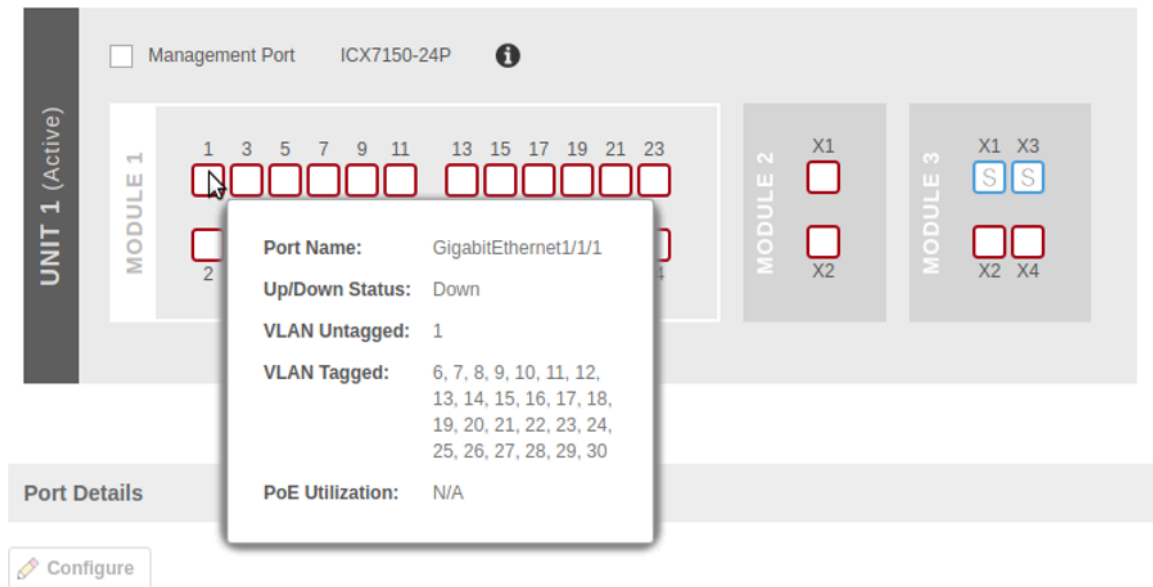 UNIT 1 (Active)
Management Port ICX7150-24P
MODULE 1
1 3 5 7 9 11 13 15 17 19 21 23
2
4
MODULE 2
X1
X2
MODULE 3
X1 X3
S S
X2 X4
Port Name: GigabitEthernet1/1/1
Up/Down Status: Down
VLAN Untagged: 1
VLAN Tagged: 6, 7, 8, 9, 10, 11, 12,
13, 14, 15, 16, 17, 18,
19, 20, 21, 22, 23, 24,
25, 26, 27, 28, 29, 30
PoE Utilization: N/A
Port Details
Configure